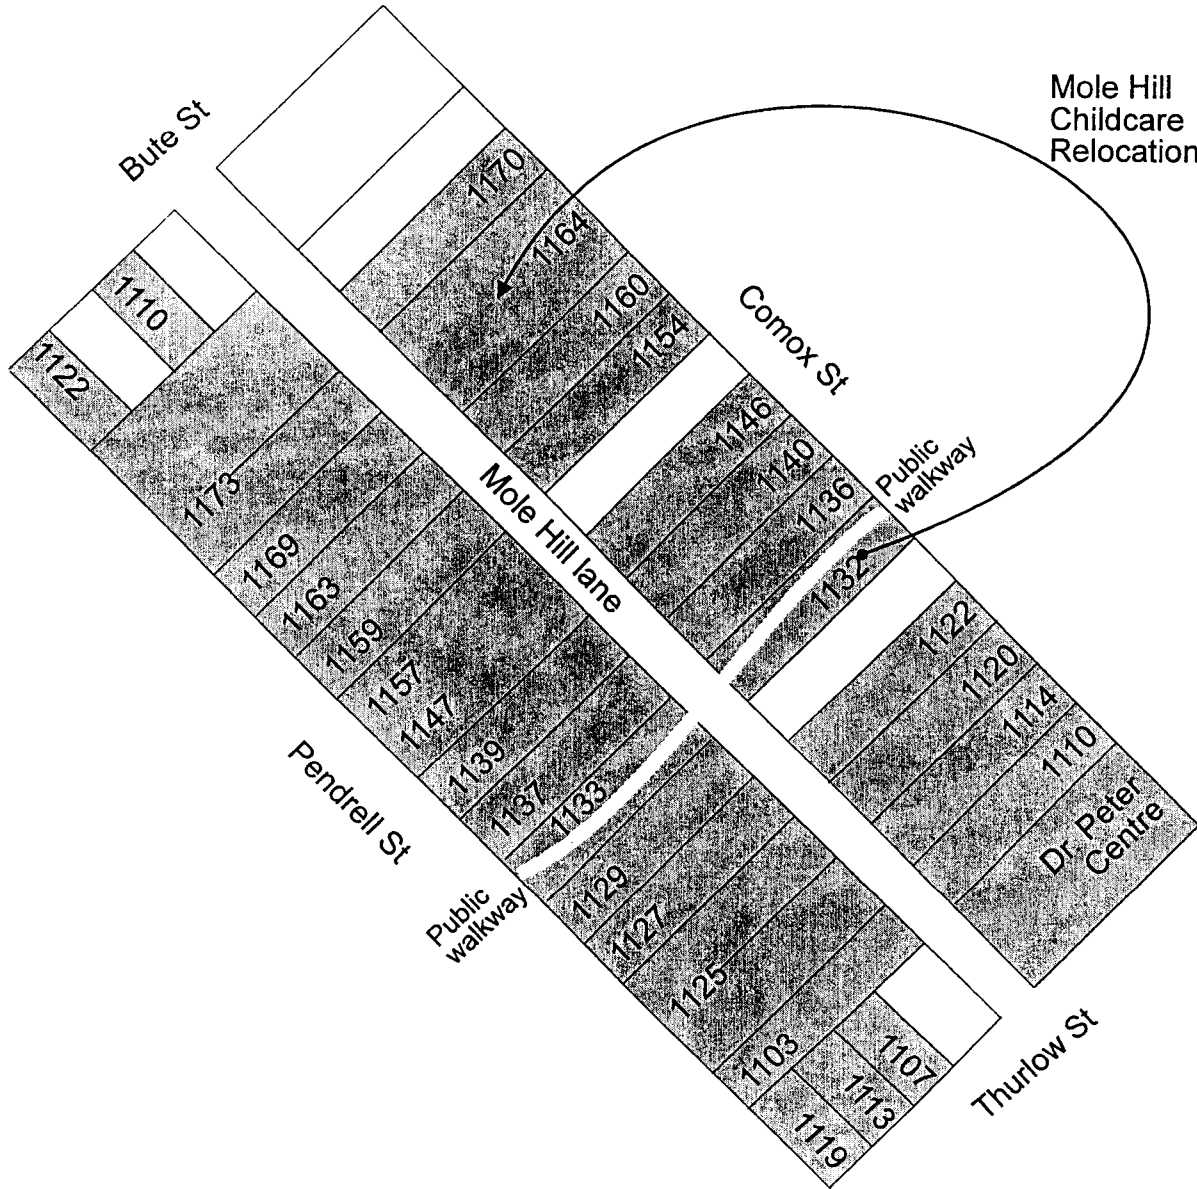 Mole Hill
Childcare
Relocation
Bute St
1170
1164
1160
1154
Comox St
1146
1140
1136
Public
walkway
1132
1122
1120
1114
1110
Dr. Peter
Centre
1110
1122
Mole Hill lane
1173
1169
1163
1159
1157
1147
1139
1137
1133
Pendrell St
Public
walkway
1129
1127
1125
1103
1107
1113
1119
Thurlow St